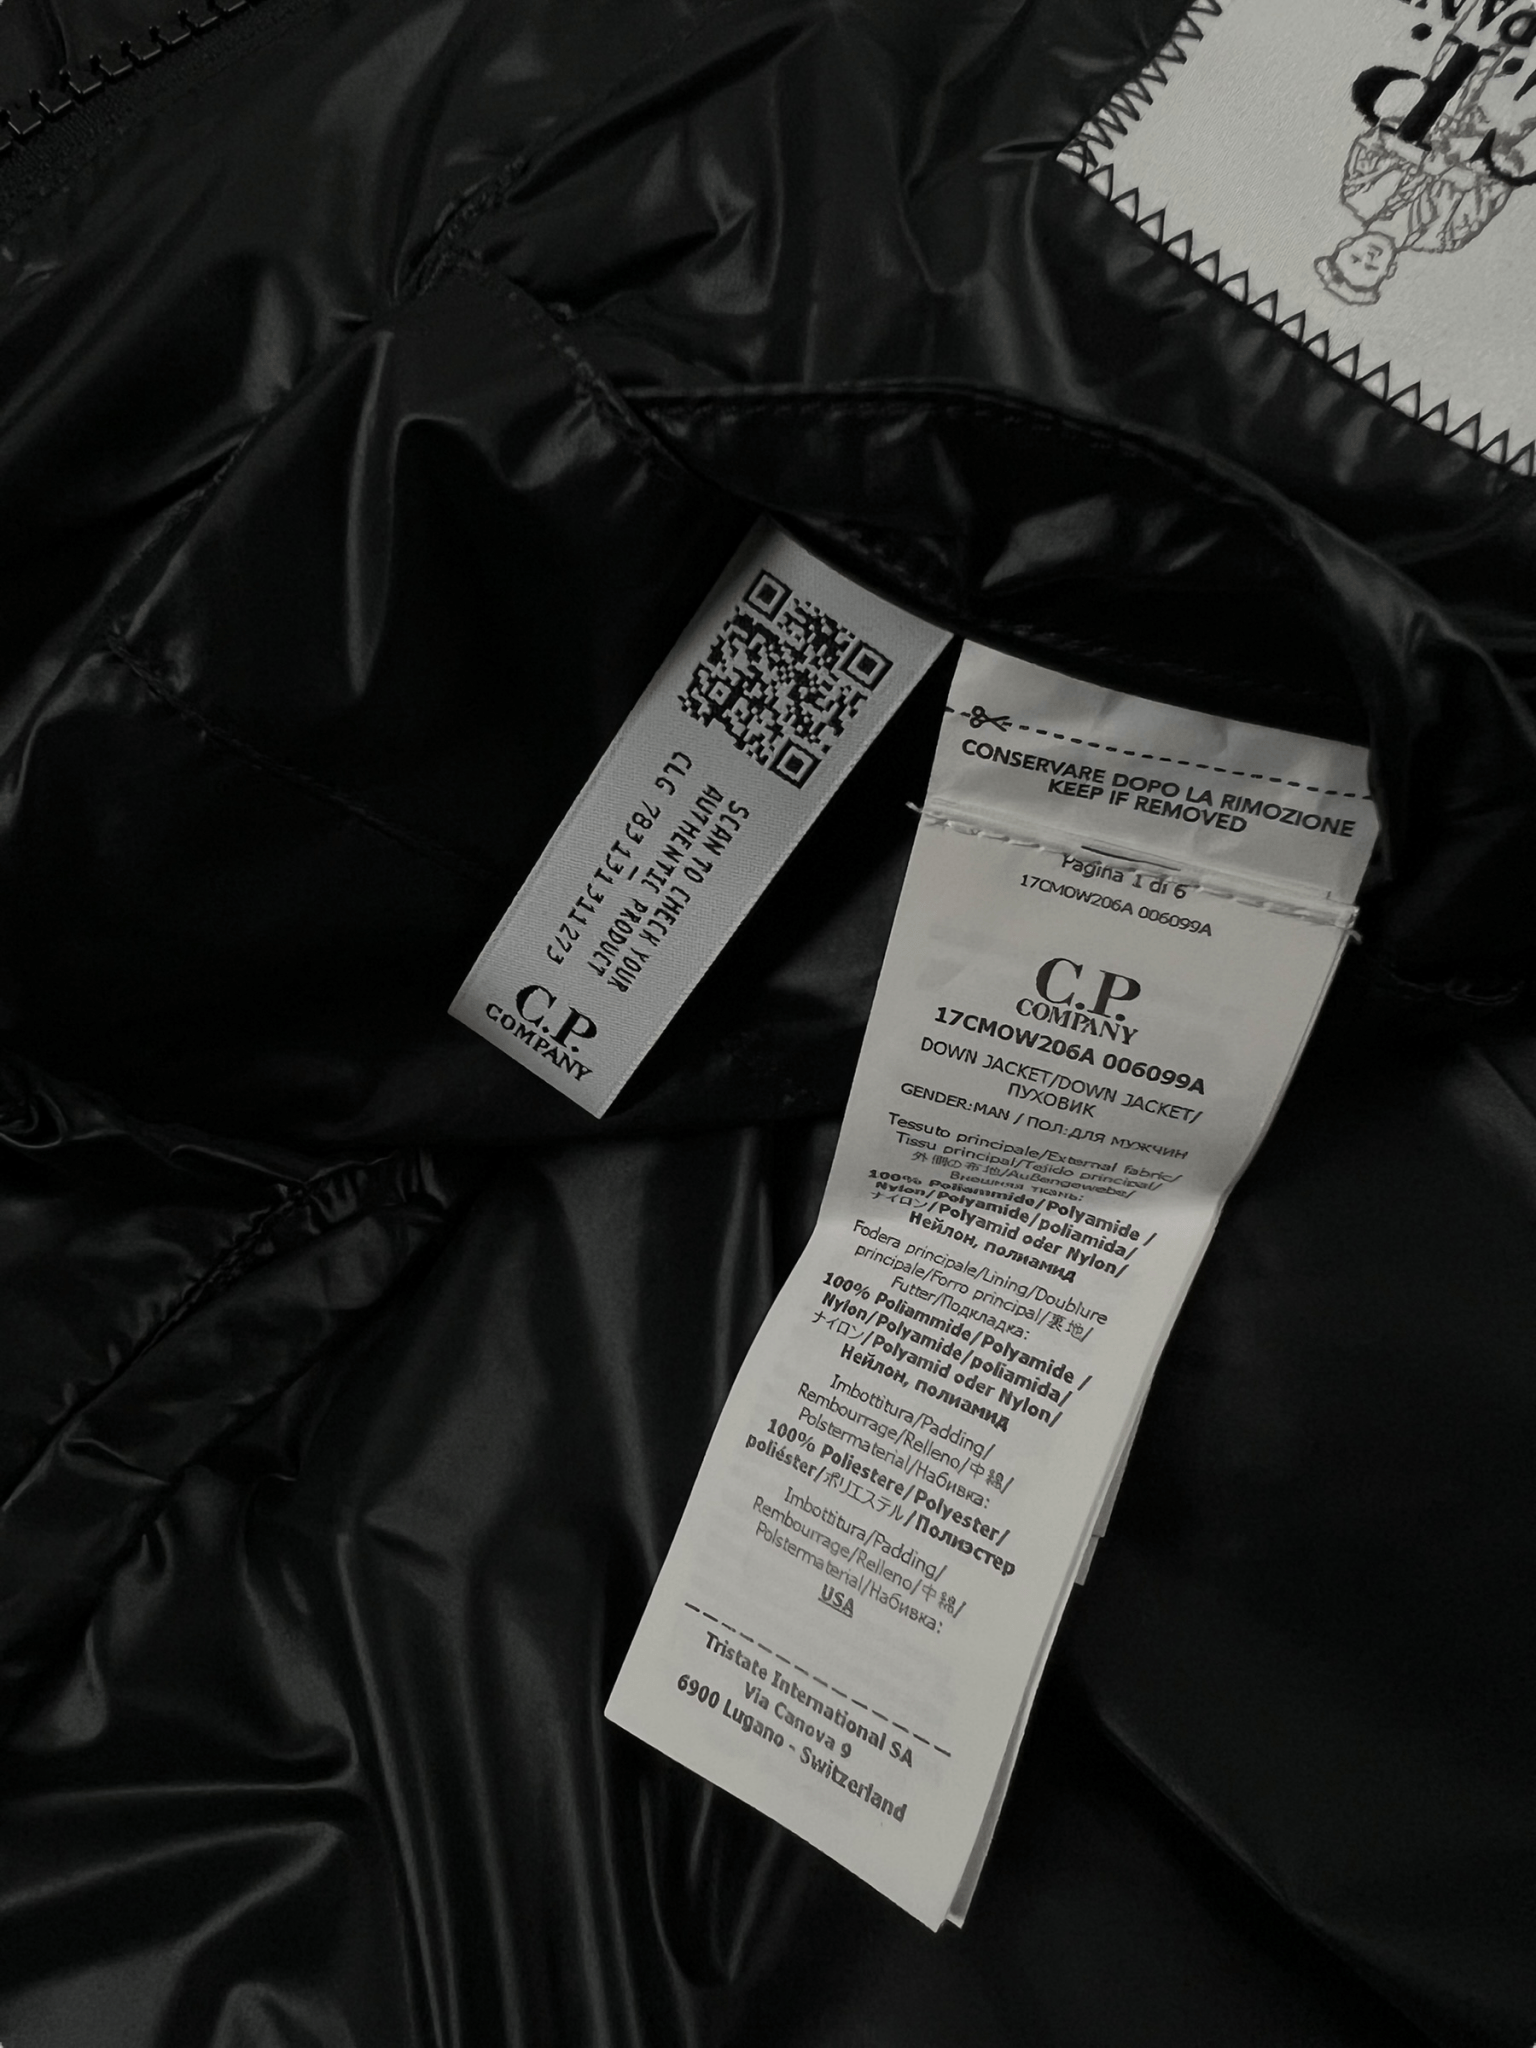 C.P.
COMPANY
SCAN TO CHECK YOUR
AUTHENTIC PRODUCT
CLG 783131311273
C.P.
COMPANY
CONSERVARE DOPO LA RIMOZIONE
KEEP IF REMOVED
Pagina 1 di 6
17CMOW206A 006099A
C.P.
COMPANY
17CMOW206A 006099A
DOWN JACKET/DOWN JACKET/
ПУХОВИК
GENDER:MAN / ПОЛ:ДЛЯ МУЖЧИН
Tessuto principale/External fabric/
Tissu principal/Tejido principal/
外側の布地/Außengewebe/
Внешняя ткань:
100% Poliammide/Polyamide /
Nylon/Polyamide/poliamida/
ナイロン/Polyamid oder Nylon/
Нейлон, полиамид
Fodera principale/Lining/Doublure
principale/Forro principal/裏地/
Futter/Подкладка:
100% Poliammide/Polyamide /
Nylon/Polyamide/poliamida/
ナイロン/Polyamid oder Nylon/
Нейлон, полиамид
Imbottitura/Padding/
Rembourrage/Relleno/中綿/
Polstermaterial/Набивка:
100% Poliestere/Polyester/
poliéster/ポリエステル/Полиэстер
Imbottitura/Padding/
Rembourrage/Relleno/中綿/
Polstermaterial/Набивка:
USA
Tristate International SA
Via Canova 9
6900 Lugano - Switzerland